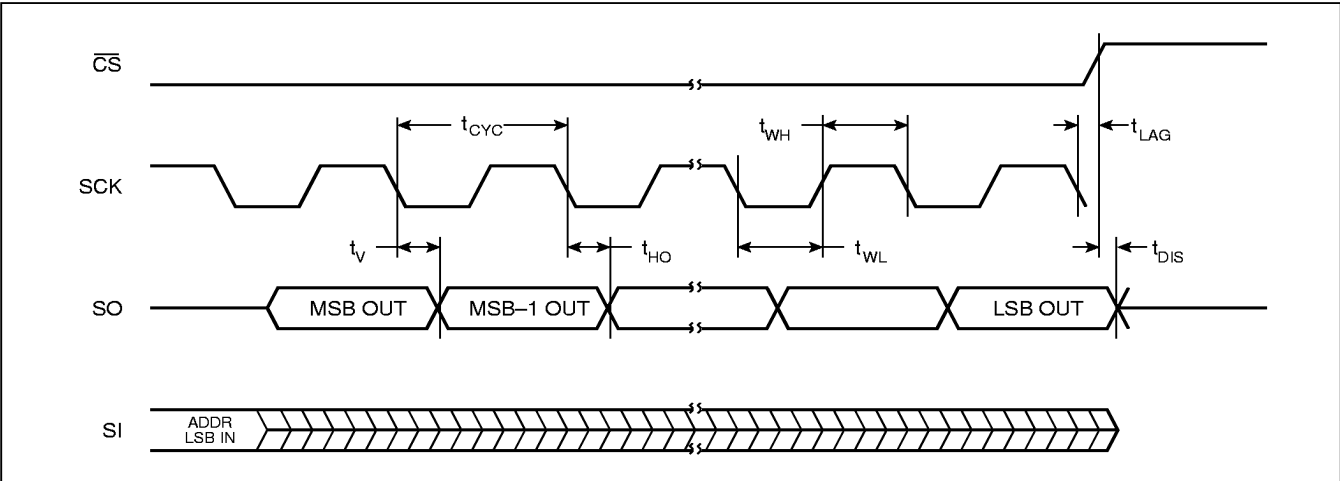 CS
tCYC
tWH
tLAG
SCK
tV
tHO
tWL
tDIS
SO
MSB OUT
MSB–1 OUT
LSB OUT
SI
ADDR
LSB IN